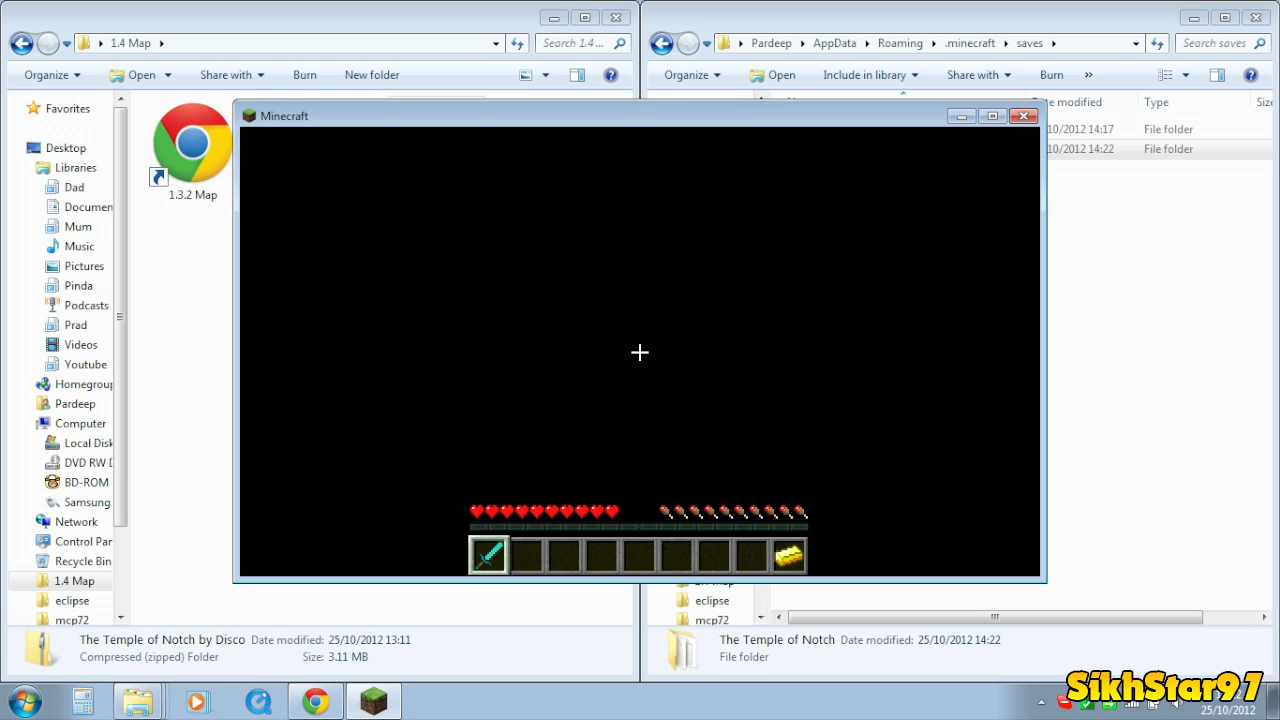 1.4 Map
Search 1.4 ...
Pardeep AppData Roaming .minecraft saves
Search saves
Organize Open Share with Burn New folder
Organize Open Include in library Share with Burn »
Favorites
Desktop
Libraries
Dad
Documen
Mum
Music
Pictures
Pinda
Podcasts
Prad
Videos
Youtube
Homegroup
Pardeep
Computer
Local Disk
DVD RW D
BD-ROM
Samsung
Network
Control Pan
Recycle Bin
1.4 Map
eclipse
mcp72
1.3.2 Map
Minecraft
te modified Type Size
10/2012 14:17 File folder
10/2012 14:22 File folder
eclipse
mcp72
The Temple of Notch by Disco Date modified: 25/10/2012 13:11
Compressed (zipped) Folder Size: 3.11 MB
The Temple of Notch Date modified: 25/10/2012 14:22
File folder
SikhStar97
25/10/2012